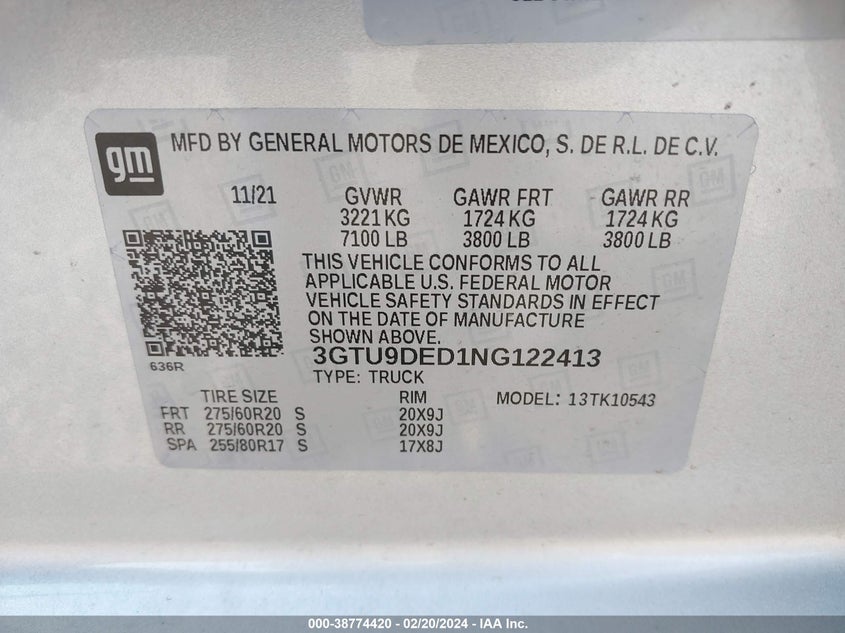 gm
MFD BY GENERAL MOTORS DE MEXICO, S. DE R.L. DE C.V.
11/21 GVWR GAWR FRT GAWR RR
3221 KG 1724 KG 1724 KG
7100 LB 3800 LB 3800 LB
THIS VEHICLE CONFORMS TO ALL
APPLICABLE U.S. FEDERAL MOTOR
VEHICLE SAFETY STANDARDS IN EFFECT
ON THE DATE OF MANUFACTURE
SHOWN ABOVE.
3GTU9DED1NG122413
636R
TYPE: TRUCK
TIRE SIZE RIM MODEL: 13TK10543
FRT 275/60R20 S 20X9J
RR 275/60R20 S 20X9J
SPA 255/80R17 S 17X8J
000-38774420 - 02/20/2024 - IAA Inc.